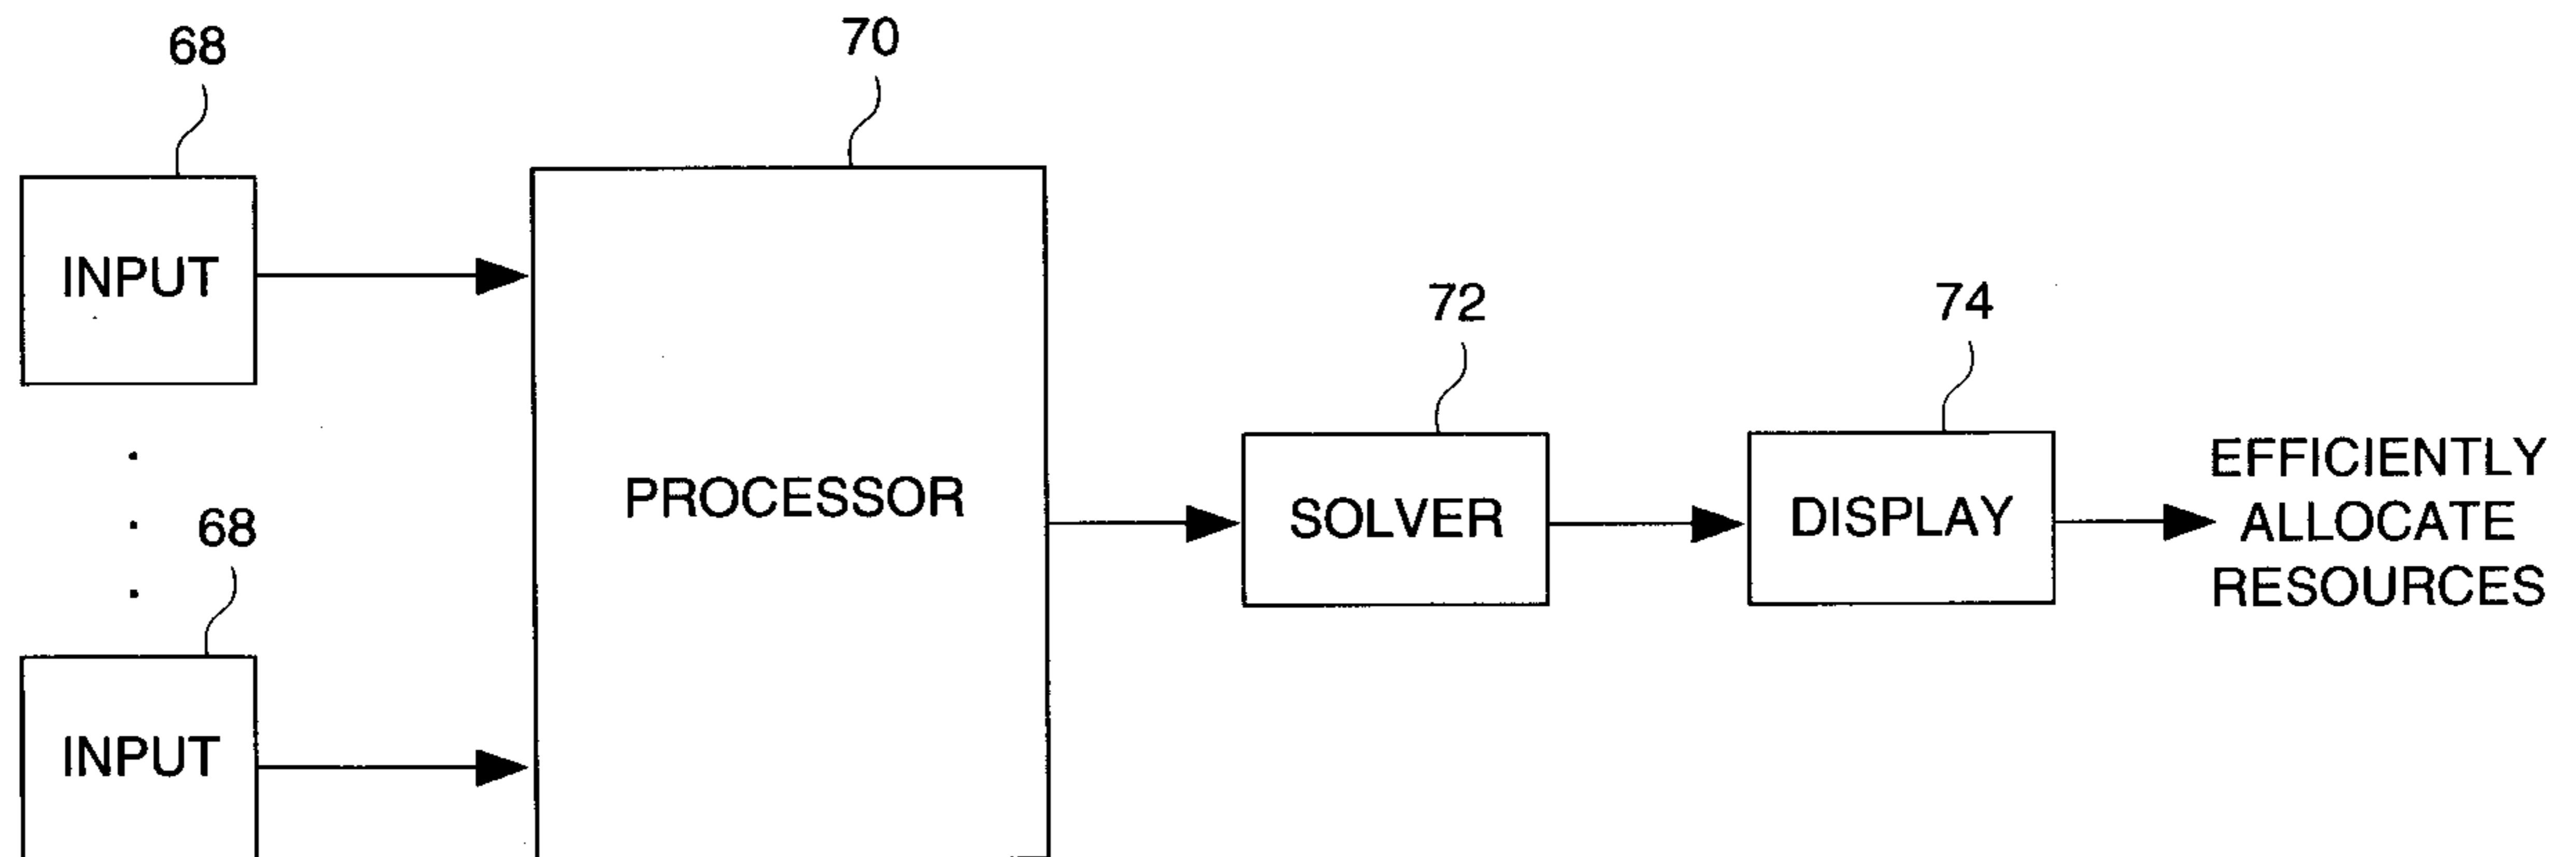 68
70
INPUT
72
74
68
PROCESSOR
SOLVER
DISPLAY
EFFICIENTLY
ALLOCATE
RESOURCES
INPUT